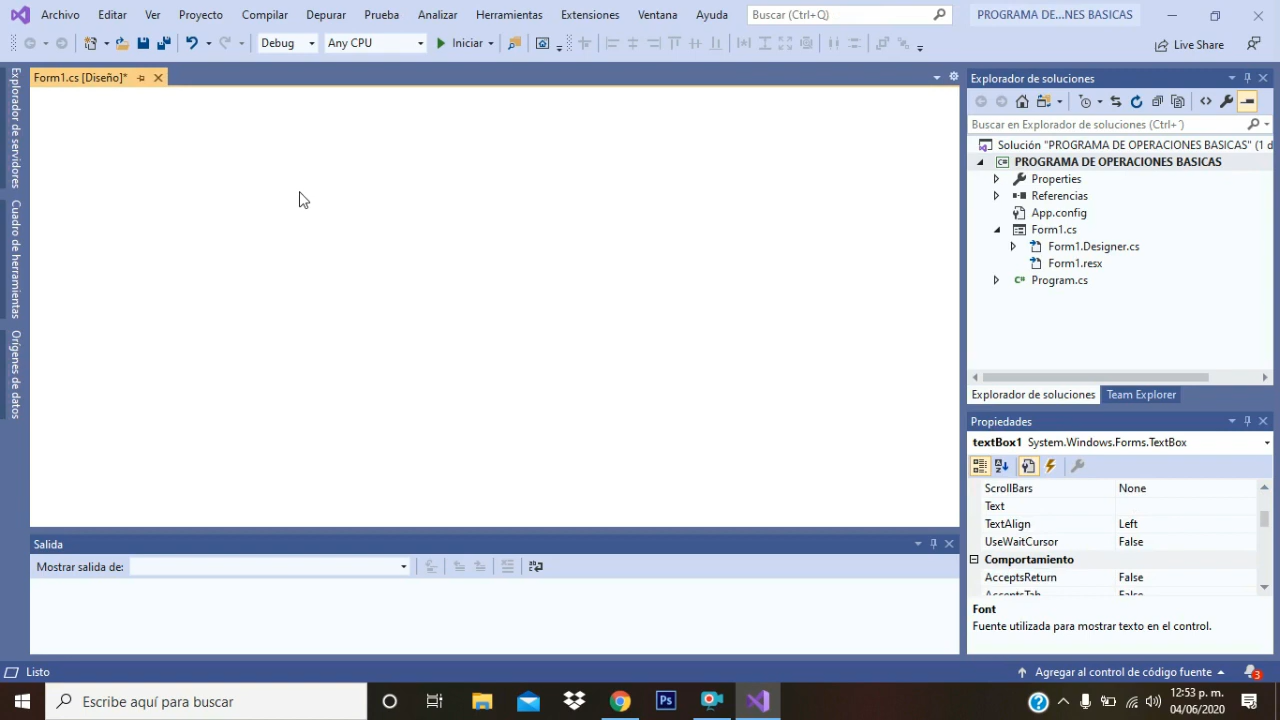 Archivo Editar Ver Proyecto Compilar Depurar Prueba Analizar Herramientas Extensiones Ventana Ayuda Buscar (Ctrl+Q) PROGRAMA DE...NES BASICAS
Debug Any CPU Iniciar Live Share
Form1.cs [Diseño]*
Explorador de servidores
Cuadro de herramientas
Orígenes de datos
Explorador de soluciones
Buscar en Explorador de soluciones (Ctrl+´)
Solución "PROGRAMA DE OPERACIONES BASICAS" (1 d
PROGRAMA DE OPERACIONES BASICAS
Properties
Referencias
App.config
Form1.cs
Form1.Designer.cs
Form1.resx
C# Program.cs
Explorador de soluciones Team Explorer
Propiedades
textBox1 System.Windows.Forms.TextBox
ScrollBars None
Text
TextAlign Left
UseWaitCursor False
Comportamiento
AcceptsReturn False
AcceptsTab False
Font
Fuente utilizada para mostrar texto en el control.
Salida
Mostrar salida de:
Listo Agregar al control de código fuente 3
Escribe aquí para buscar Ps 12:53 p. m.
04/06/2020